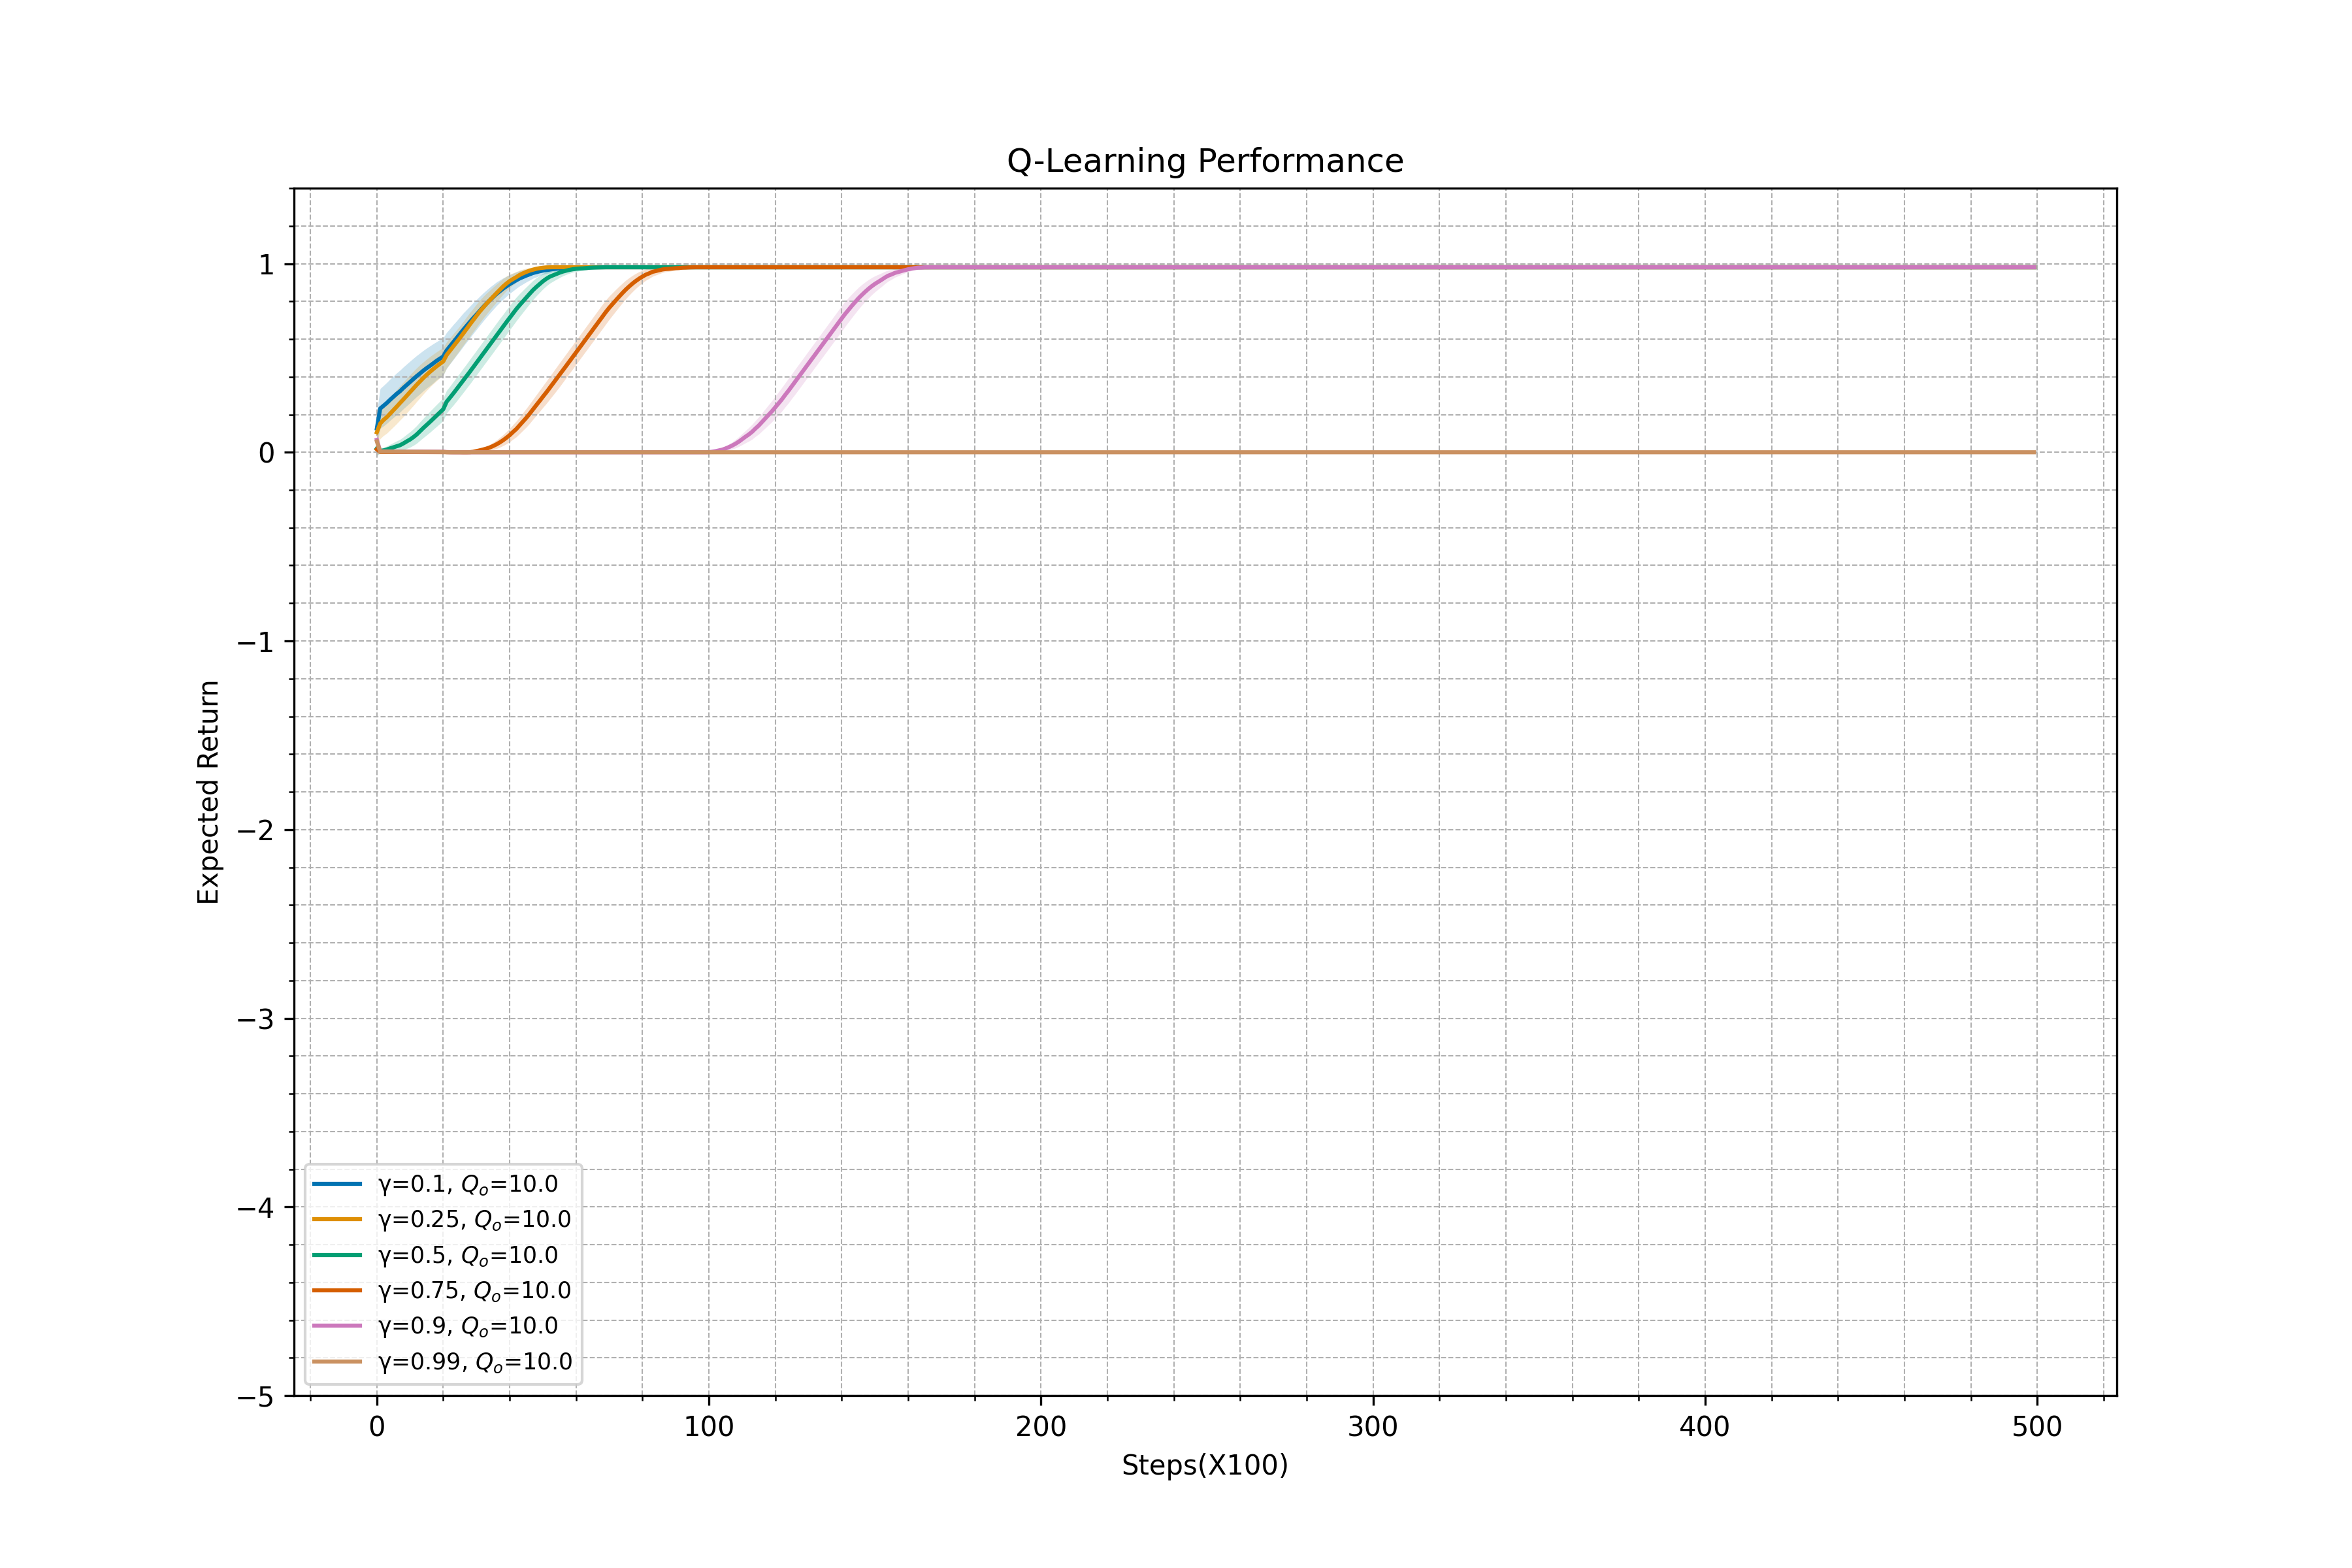 Q-Learning Performance
1
0
−1
−2
−3
−4
−5
Expected Return
γ=0.1, Qₒ=10.0
γ=0.25, Qₒ=10.0
γ=0.5, Qₒ=10.0
γ=0.75, Qₒ=10.0
γ=0.9, Qₒ=10.0
γ=0.99, Qₒ=10.0
0 100 200 300 400 500
Steps(X100)